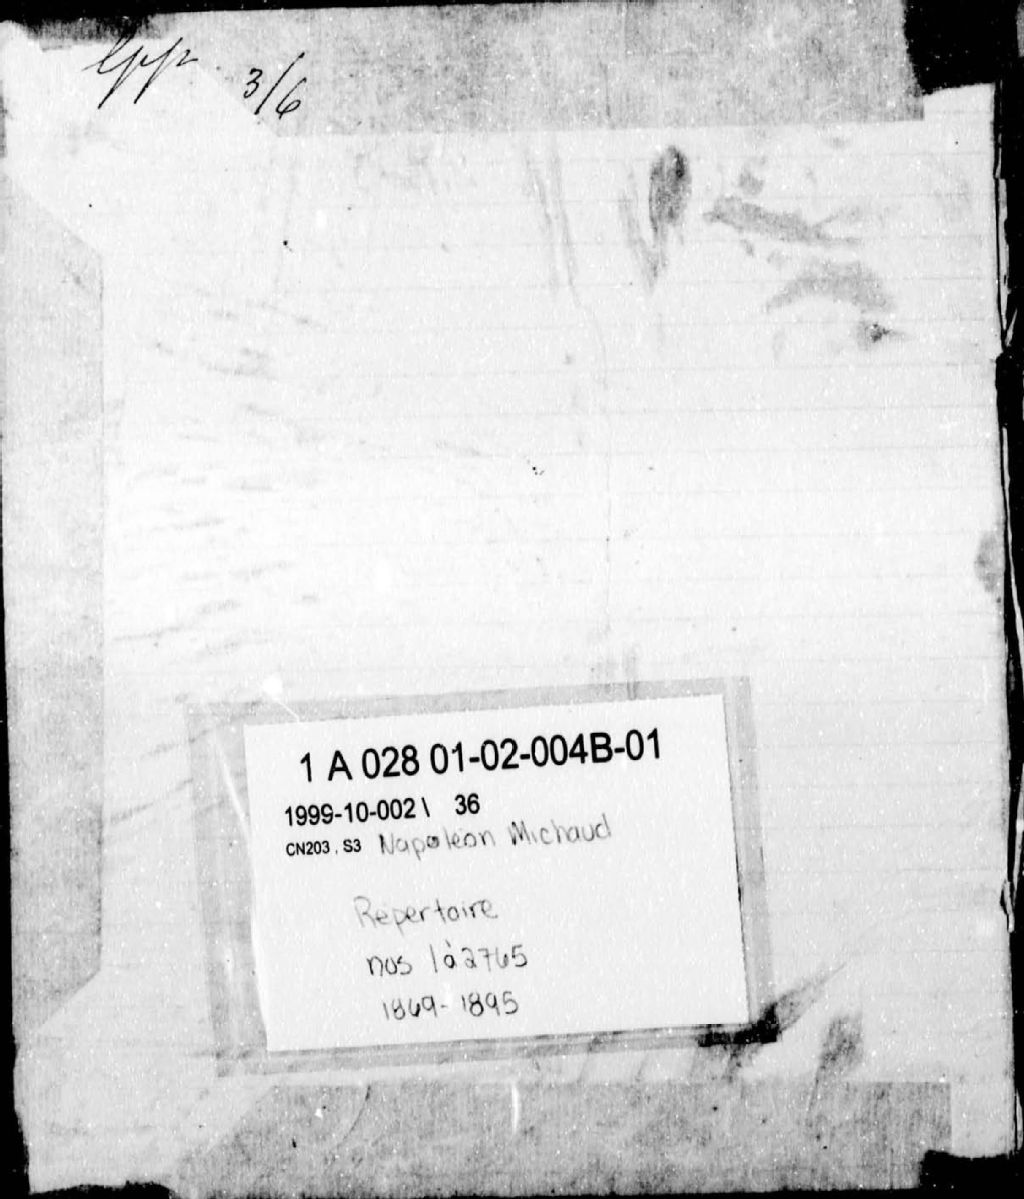 3/6
1 A 028 01-02-004B-01
1999-10-002 \ 36
CN203 , S3 Napoléon Michaud
Répertoire
nos 1 à 2765
1869-1895